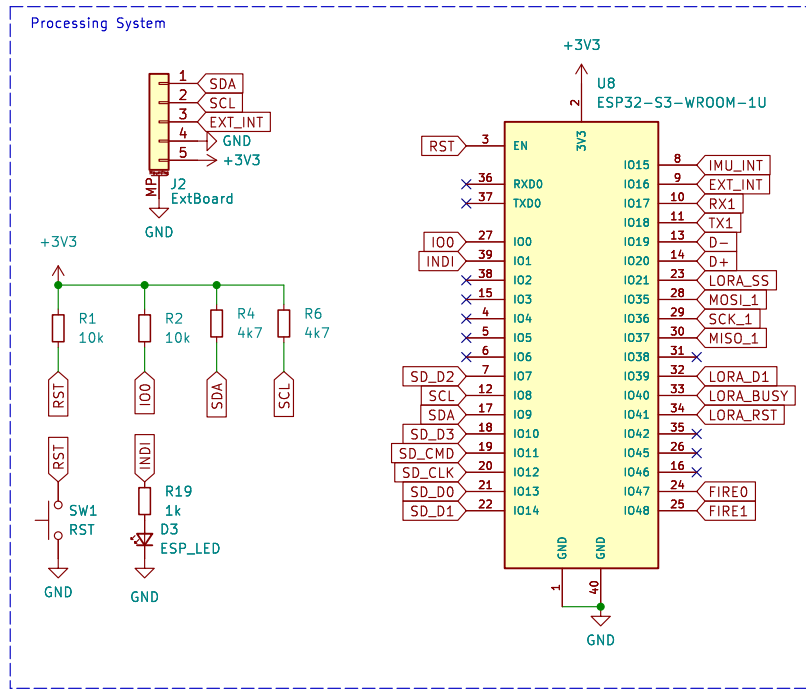 Processing System
1 SDA
2 SCL
3 EXT_INT
4 GND
5 +3V3
MP
J2
ExtBoard
GND
+3V3
R1
10k
R2
10k
R4
4k7
R6
4k7
RST
IO0
SDA
SCL
RST
INDI
SW1
RST
R19
1k
D3
ESP_LED
GND
GND
+3V3
2
3V3
U8
ESP32-S3-WROOM-1U
RST 3 EN
36 RXD0
37 TXD0
IO0 27 IO0
INDI 39 IO1
38 IO2
15 IO3
4 IO4
5 IO5
6 IO6
SD_D2 7 IO7
SCL 12 IO8
SDA 17 IO9
SD_D3 18 IO10
SD_CMD 19 IO11
SD_CLK 20 IO12
SD_D0 21 IO13
SD_D1 22 IO14
IO15 8 IMU_INT
IO16 9 EXT_INT
IO17 10 RX1
IO18 11 TX1
IO19 13 D-
IO20 14 D+
IO21 23 LORA_SS
IO35 28 MOSI_1
IO36 29 SCK_1
IO37 30 MISO_1
IO38 31
IO39 32 LORA_D1
IO40 33 LORA_BUSY
IO41 34 LORA_RST
IO42 35
IO45 26
IO46 16
IO47 24 FIRE0
IO48 25 FIRE1
GND
GND
1
40
GND